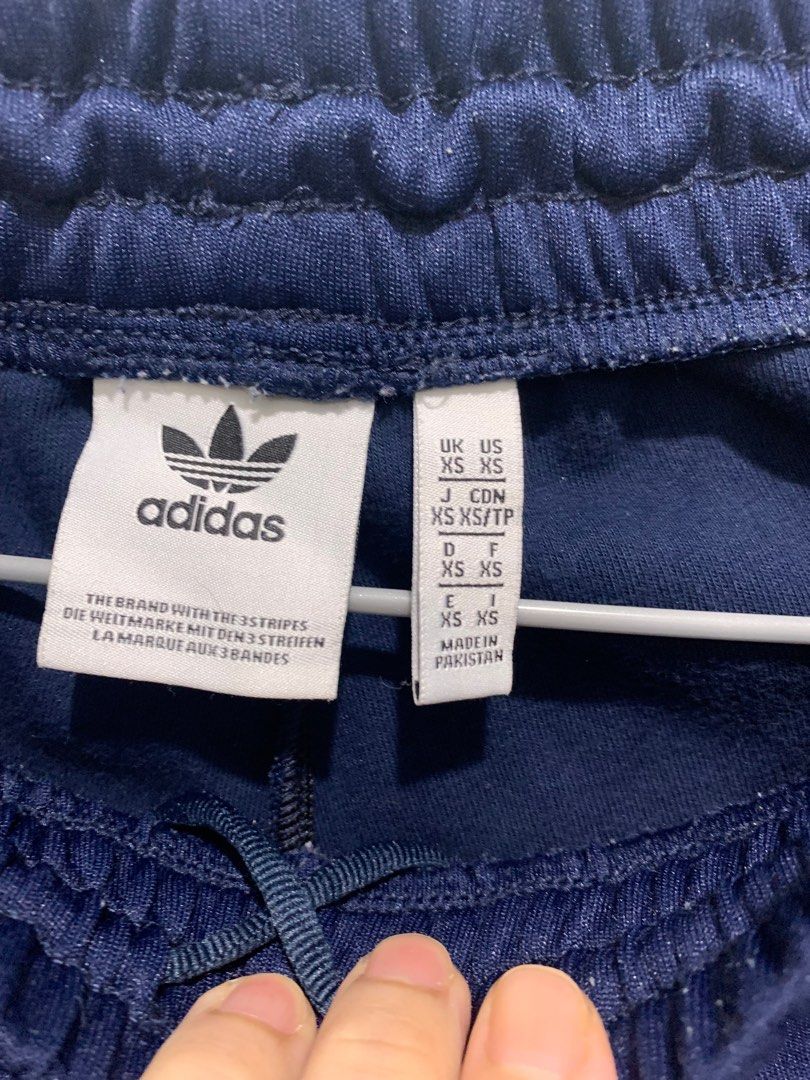 adidas
THE BRAND WITH THE 3 STRIPES
DIE WELTMARKE MIT DEN 3 STREIFEN
LA MARQUE AUX 3 BANDES
UK US
XS XS
J CDN
XS XS/TP
D F
XS XS
E I
XS XS
MADE IN
PAKISTAN